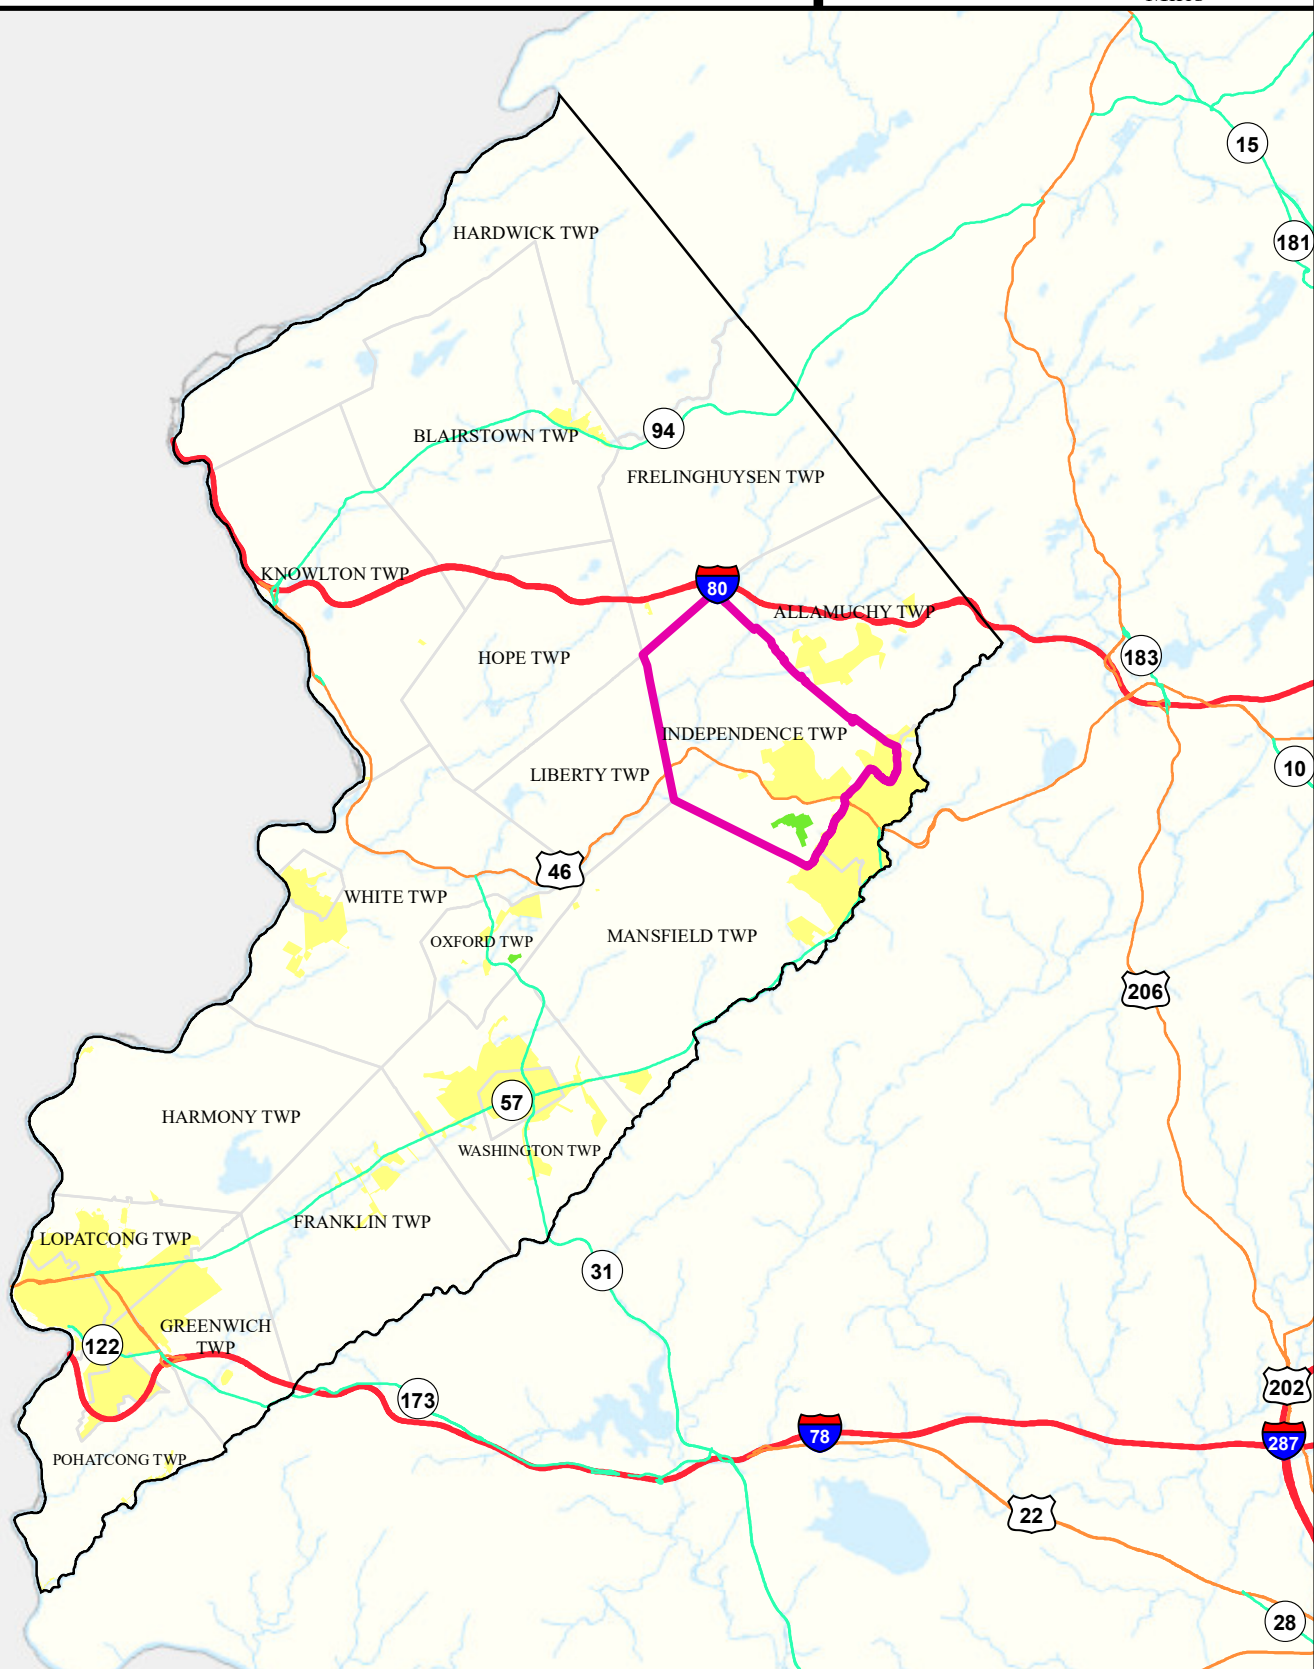 15
181
HARDWICK TWP
94
BLAIRSTOWN TWP
FRELINGHUYSEN TWP
KNOWLTON TWP
80
ALLAMUCHY TWP
HOPE TWP
183
INDEPENDENCE TWP
LIBERTY TWP
10
46
WHITE TWP
OXFORD TWP
MANSFIELD TWP
206
57
HARMONY TWP
WASHINGTON TWP
FRANKLIN TWP
LOPATCONG TWP
31
GREENWICH
TWP
122
202
173
78
287
POHATCONG TWP
22
28